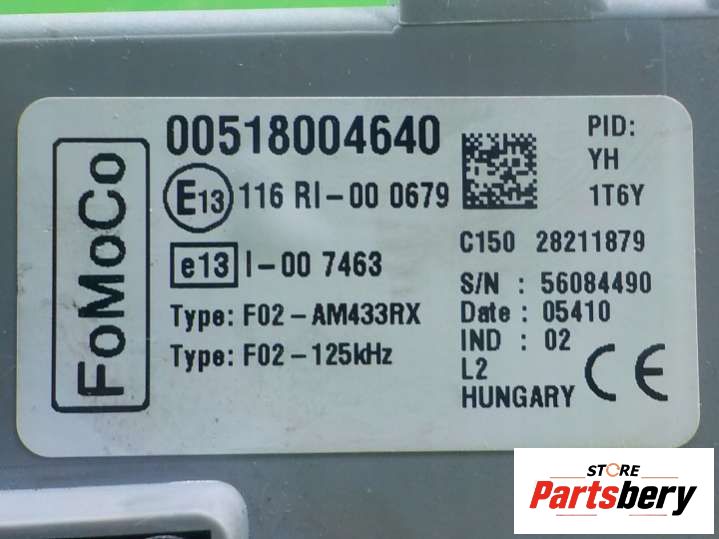 FoMoCo
00518004640
E13 116 RI-00 0679
e13 I-00 7463
Type: F02-AM433RX
Type: F02-125kHz
PID:
YH
1T6Y
C150 28211879
S/N : 56084490
Date : 05410
IND : 02
L2
HUNGARY
CE
STORE
Partsbery